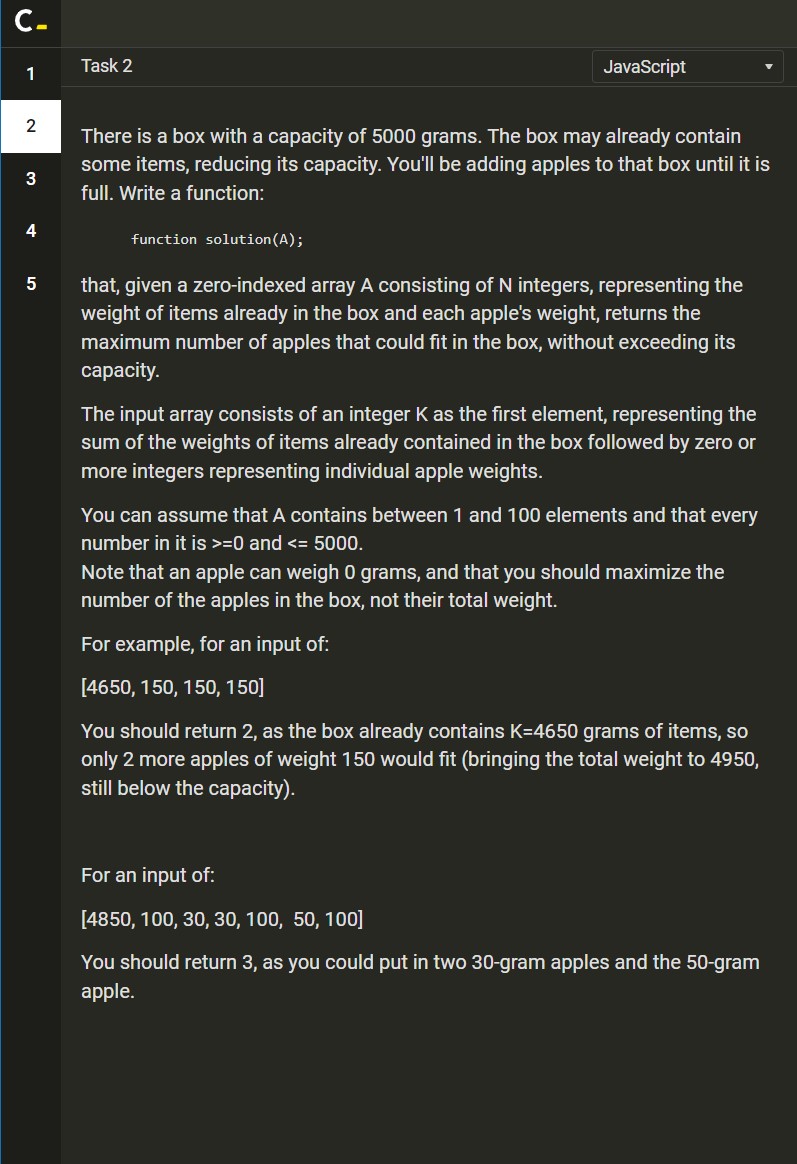 C_
Task 2
JavaScript
1
2
3
4
5
There is a box with a capacity of 5000 grams. The box may already contain
some items, reducing its capacity. You'll be adding apples to that box until it is
full. Write a function:
function solution(A);
that, given a zero-indexed array A consisting of N integers, representing the
weight of items already in the box and each apple's weight, returns the
maximum number of apples that could fit in the box, without exceeding its
capacity.
The input array consists of an integer K as the first element, representing the
sum of the weights of items already contained in the box followed by zero or
more integers representing individual apple weights.
You can assume that A contains between 1 and 100 elements and that every
number in it is >=0 and <= 5000.
Note that an apple can weigh 0 grams, and that you should maximize the
number of the apples in the box, not their total weight.
For example, for an input of:
[4650, 150, 150, 150]
You should return 2, as the box already contains K=4650 grams of items, so
only 2 more apples of weight 150 would fit (bringing the total weight to 4950,
still below the capacity).
For an input of:
[4850, 100, 30, 30, 100,  50, 100]
You should return 3, as you could put in two 30-gram apples and the 50-gram
apple.